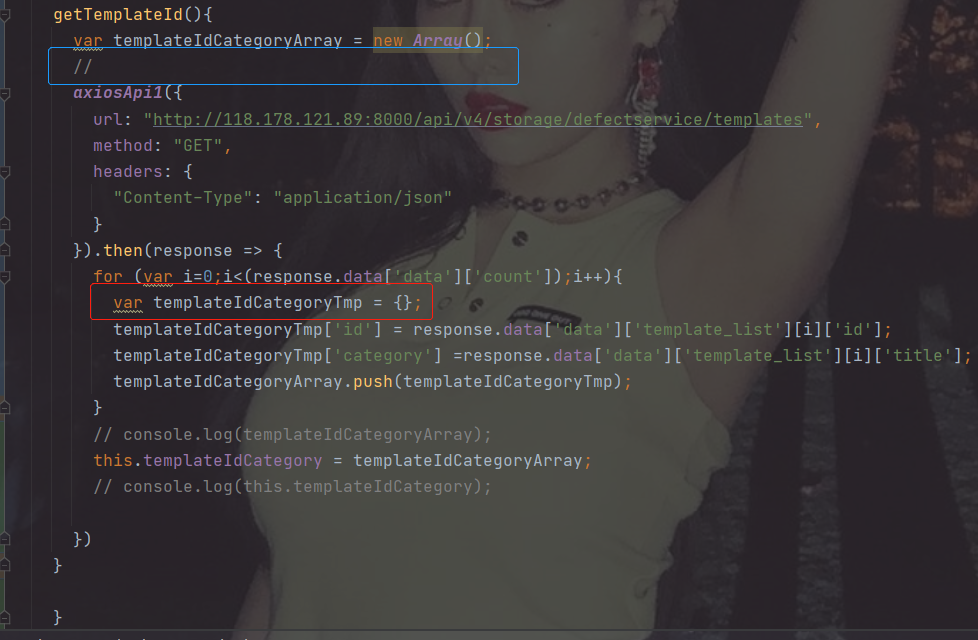 getTemplateId(){
var templateIdCategoryArray = new Array();
//
axiosApi1({
url: "http://118.178.121.89:8000/api/v4/storage/defectservice/templates",
method: "GET",
headers: {
"Content-Type": "application/json"
}
}).then(response => {
for (var i=0;i<(response.data['data']['count']);i++){
var templateIdCategoryTmp = {};
templateIdCategoryTmp['id'] = response.data['data']['template_list'][i]['id'];
templateIdCategoryTmp['category'] =response.data['data']['template_list'][i]['title'];
templateIdCategoryArray.push(templateIdCategoryTmp);
}
// console.log(templateIdCategoryArray);
this.templateIdCategory = templateIdCategoryArray;
// console.log(this.templateIdCategory);
})
}
}